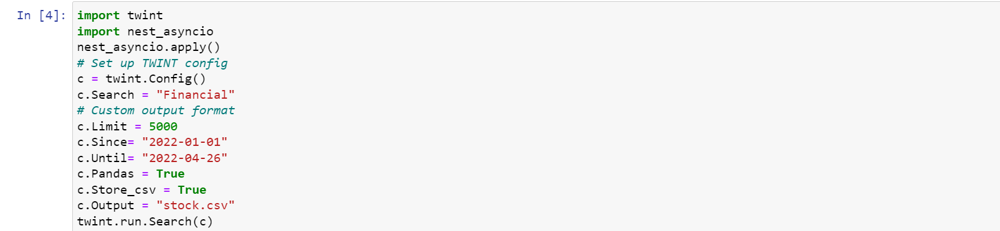 In [4]:
import twint
import nest_asyncio
nest_asyncio.apply()
# Set up TWINT config
c = twint.Config()
c.Search = "Financial"
# Custom output format
c.Limit = 5000
c.Since= "2022-01-01"
c.Until= "2022-04-26"
c.Pandas = True
c.Store_csv = True
c.Output = "stock.csv"
twint.run.Search(c)